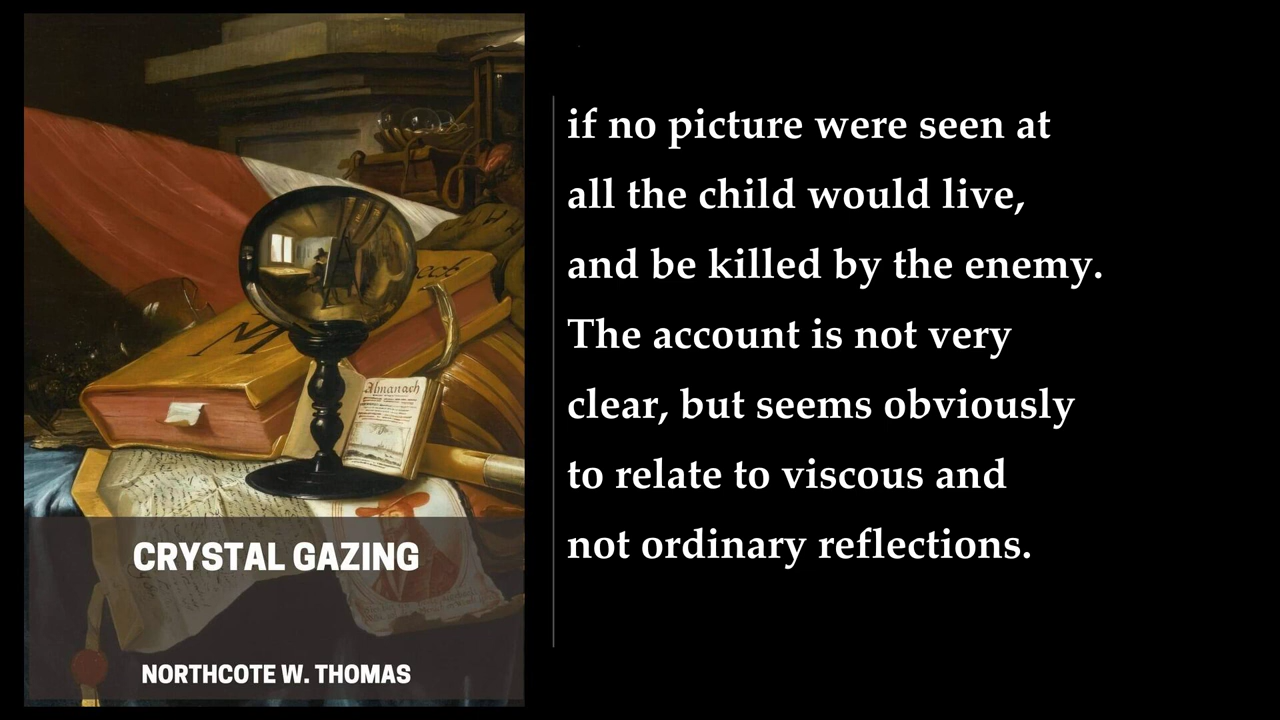 if no picture were seen at
all the child would live,
and be killed by the enemy.
The account is not very
clear, but seems obviously
to relate to viscous and
not ordinary reflections.
M
Almanach
CRYSTAL GAZING
NORTHCOTE W. THOMAS